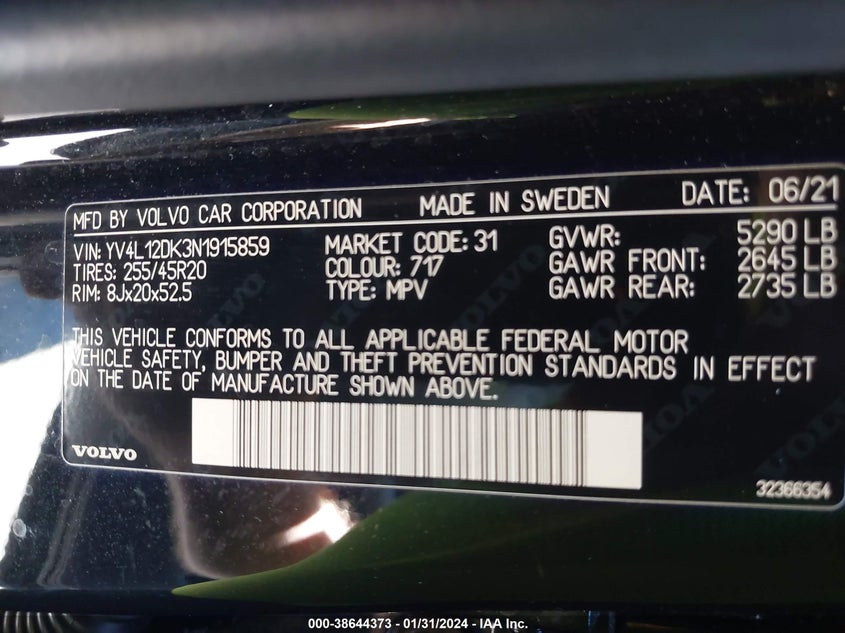 MFD BY VOLVO CAR CORPORATION MADE IN SWEDEN DATE: 06/21
VIN: YV4L12DK3N1915859 MARKET CODE: 31 GVWR: 5290 LB
TIRES: 255/45R20 COLOUR: 717 GAWR FRONT: 2645 LB
RIM: 8Jx20x52.5 TYPE: MPV GAWR REAR: 2735 LB
THIS VEHICLE CONFORMS TO ALL APPLICABLE FEDERAL MOTOR
VEHICLE SAFETY, BUMPER AND THEFT PREVENTION STANDARDS IN EFFECT
ON THE DATE OF MANUFACTURE SHOWN ABOVE.
VOLVO
32366354
000-38644373 - 01/31/2024 - IAA Inc.